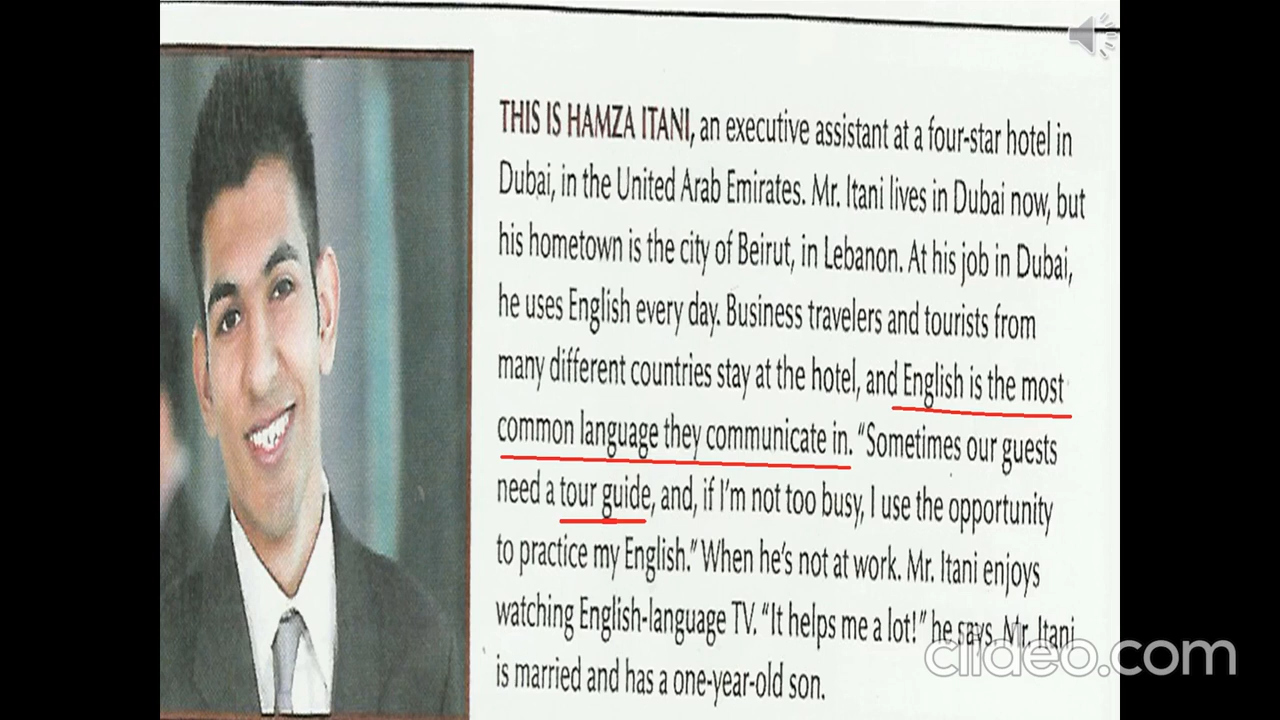 THIS IS HAMZA ITANI, an executive assistant at a four-star hotel in
Dubai, in the United Arab Emirates. Mr. Itani lives in Dubai now, but
his hometown is the city of Beirut, in Lebanon. At his job in Dubai,
he uses English every day. Business travelers and tourists from
many different countries stay at the hotel, and English is the most
common language they communicate in. “Sometimes our guests
need a tour guide, and, if I'm not too busy, I use the opportunity
to practice my English.” When he's not at work. Mr. Itani enjoys
watching English-language TV. “It helps me a lot!” he says. Mr. Itani
is married and has a one-year-old son.
clideo.com